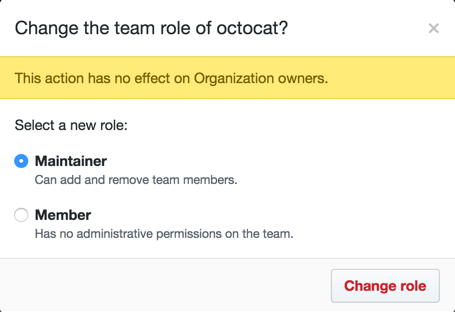 Change the team role of octocat?
×
This action has no effect on Organization owners.
Select a new role:
Maintainer
Can add and remove team members.
Member
Has no administrative permissions on the team.
Change role